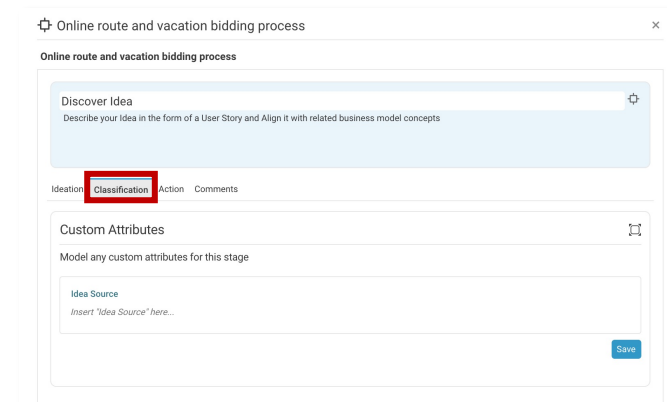 Online route and vacation bidding process
Online route and vacation bidding process
Discover Idea
Describe your Idea in the form of a User Story and Align it with related business model concepts
Ideation Classification Action Comments
Custom Attributes
Model any custom attributes for this stage
Idea Source
Insert "Idea Source" here...
Save